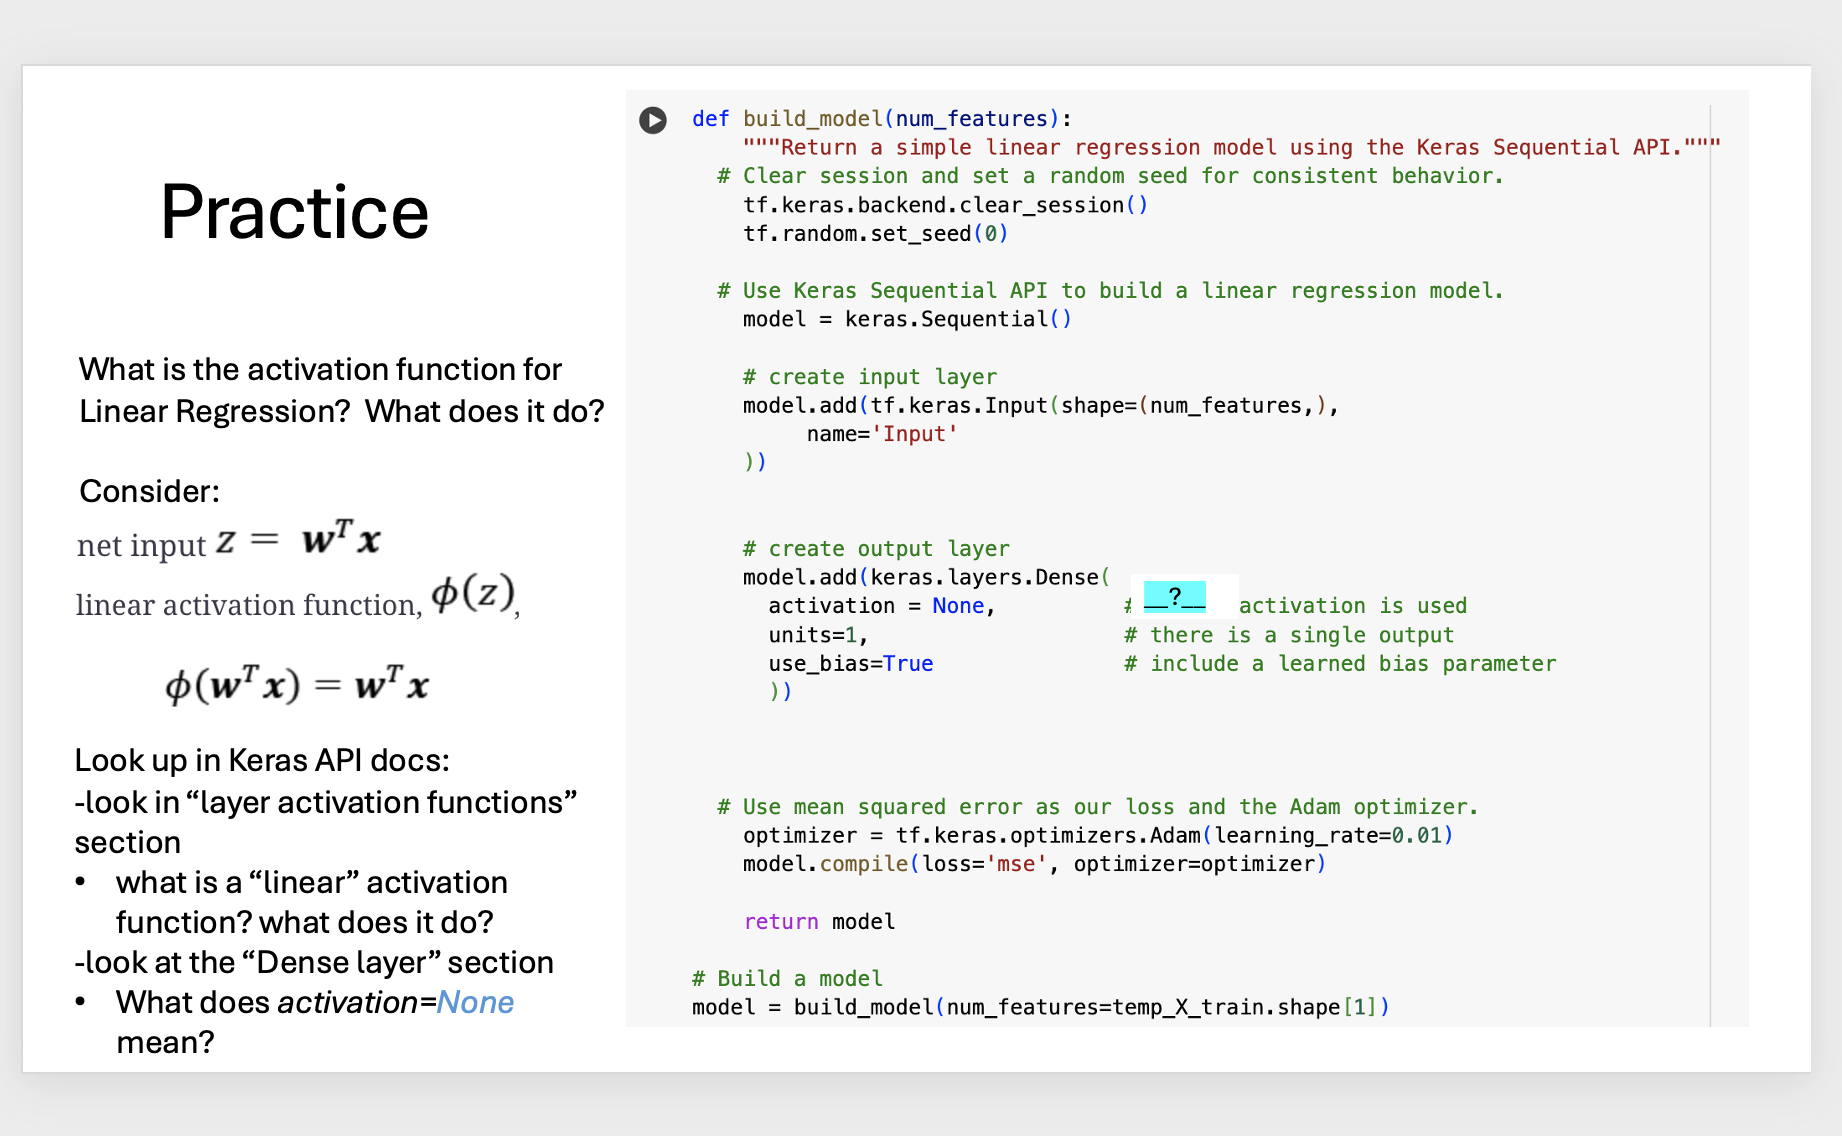 Practice
What is the activation function for
Linear Regression?  What does it do?
Consider:
net input z = wᵀx
linear activation function, ϕ(z),
ϕ(wᵀx) = wᵀx
Look up in Keras API docs:
-look in “layer activation functions”
section
• what is a “linear” activation
function? what does it do?
-look at the “Dense layer” section
• What does activation=None
mean?
def build_model(num_features):
    """Return a simple linear regression model using the Keras Sequential API."""
  # Clear session and set a random seed for consistent behavior.
    tf.keras.backend.clear_session()
    tf.random.set_seed(0)
  # Use Keras Sequential API to build a linear regression model.
    model = keras.Sequential()
    # create input layer
    model.add(tf.keras.Input(shape=(num_features,),
         name='Input'
    ))
    # create output layer
    model.add(keras.layers.Dense(
      activation = None,          # __?__ activation is used
      units=1,                    # there is a single output
      use_bias=True               # include a learned bias parameter
      ))
  # Use mean squared error as our loss and the Adam optimizer.
    optimizer = tf.keras.optimizers.Adam(learning_rate=0.01)
    model.compile(loss='mse', optimizer=optimizer)
    return model
# Build a model
model = build_model(num_features=temp_X_train.shape[1])